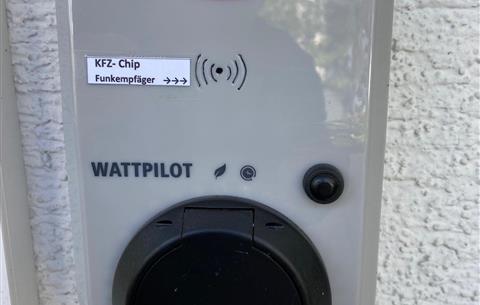 KFZ- Chip
Funkempfäger →→→
WATTPILOT